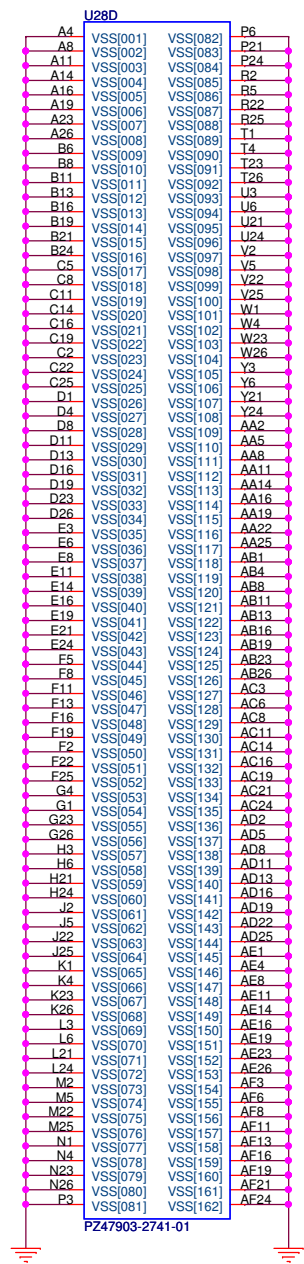 U28D
A4 VSS[001] VSS[082] P6
A8 VSS[002] VSS[083] P21
A11 VSS[003] VSS[084] P24
A14 VSS[004] VSS[085] R2
A16 VSS[005] VSS[086] R5
A19 VSS[006] VSS[087] R22
A23 VSS[007] VSS[088] R25
A26 VSS[008] VSS[089] T1
B6 VSS[009] VSS[090] T4
B8 VSS[010] VSS[091] T23
B11 VSS[011] VSS[092] T26
B13 VSS[012] VSS[093] U3
B16 VSS[013] VSS[094] U6
B19 VSS[014] VSS[095] U21
B21 VSS[015] VSS[096] U24
B24 VSS[016] VSS[097] V2
C5 VSS[017] VSS[098] V5
C8 VSS[018] VSS[099] V22
C11 VSS[019] VSS[100] V25
C14 VSS[020] VSS[101] W1
C16 VSS[021] VSS[102] W4
C19 VSS[022] VSS[103] W23
C2 VSS[023] VSS[104] W26
C22 VSS[024] VSS[105] Y3
C25 VSS[025] VSS[106] Y6
D1 VSS[026] VSS[107] Y21
D4 VSS[027] VSS[108] Y24
D8 VSS[028] VSS[109] AA2
D11 VSS[029] VSS[110] AA5
D13 VSS[030] VSS[111] AA8
D16 VSS[031] VSS[112] AA11
D19 VSS[032] VSS[113] AA14
D23 VSS[033] VSS[114] AA16
D26 VSS[034] VSS[115] AA19
E3 VSS[035] VSS[116] AA22
E6 VSS[036] VSS[117] AA25
E8 VSS[037] VSS[118] AB1
E11 VSS[038] VSS[119] AB4
E14 VSS[039] VSS[120] AB8
E16 VSS[040] VSS[121] AB11
E19 VSS[041] VSS[122] AB13
E21 VSS[042] VSS[123] AB16
E24 VSS[043] VSS[124] AB19
F5 VSS[044] VSS[125] AB23
F8 VSS[045] VSS[126] AB26
F11 VSS[046] VSS[127] AC3
F13 VSS[047] VSS[128] AC6
F16 VSS[048] VSS[129] AC8
F19 VSS[049] VSS[130] AC11
F2 VSS[050] VSS[131] AC14
F22 VSS[051] VSS[132] AC16
F25 VSS[052] VSS[133] AC19
G4 VSS[053] VSS[134] AC21
G1 VSS[054] VSS[135] AC24
G23 VSS[055] VSS[136] AD2
G26 VSS[056] VSS[137] AD5
H3 VSS[057] VSS[138] AD8
H6 VSS[058] VSS[139] AD11
H21 VSS[059] VSS[140] AD13
H24 VSS[060] VSS[141] AD16
J2 VSS[061] VSS[142] AD19
J5 VSS[062] VSS[143] AD22
J22 VSS[063] VSS[144] AD25
J25 VSS[064] VSS[145] AE1
K1 VSS[065] VSS[146] AE4
K4 VSS[066] VSS[147] AE8
K23 VSS[067] VSS[148] AE11
K26 VSS[068] VSS[149] AE14
L3 VSS[069] VSS[150] AE16
L6 VSS[070] VSS[151] AE19
L21 VSS[071] VSS[152] AE23
L24 VSS[072] VSS[153] AE26
M2 VSS[073] VSS[154] AF3
M5 VSS[074] VSS[155] AF6
M22 VSS[075] VSS[156] AF8
M25 VSS[076] VSS[157] AF11
N1 VSS[077] VSS[158] AF13
N4 VSS[078] VSS[159] AF16
N23 VSS[079] VSS[160] AF19
N26 VSS[080] VSS[161] AF21
P3 VSS[081] VSS[162] AF24
PZ47903-2741-01